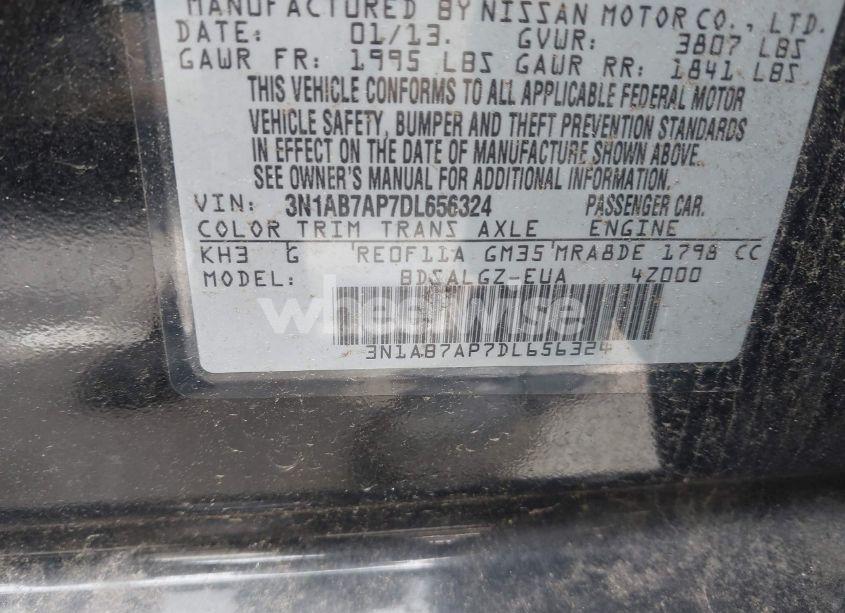 MANUFACTURED BY NISSAN MOTOR CO., LTD.
DATE: 01/13. GVWR: 3807 LBS
GAWR FR: 1995 LBS GAWR RR: 1841 LBS
THIS VEHICLE CONFORMS TO ALL APPLICABLE FEDERAL MOTOR
VEHICLE SAFETY, BUMPER AND THEFT PREVENTION STANDARDS
IN EFFECT ON THE DATE OF MANUFACTURE SHOWN ABOVE.
SEE OWNER'S MANUAL FOR ADDITIONAL INFORMATION.
VIN: 3N1AB7AP7DL656324 PASSENGER CAR.
COLOR TRIM TRANS AXLE ENGINE
KH3 G RE0F11A GM35 MRA8DE 1798 CC
MODEL: BDSALGZ-EUA 4Z000
wheelwise
3N1AB7AP7DL656324